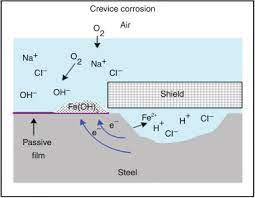 Crevice corrosion
Air
O₂
Na⁺
O₂
Na⁺
Cl⁻
Cl⁻
OH⁻
OH⁻
Shield
Fe(OH)
Fe²⁺
H⁺
Cl⁻
e⁻
e⁻
H⁺
Cl⁻
Passive
film
Steel